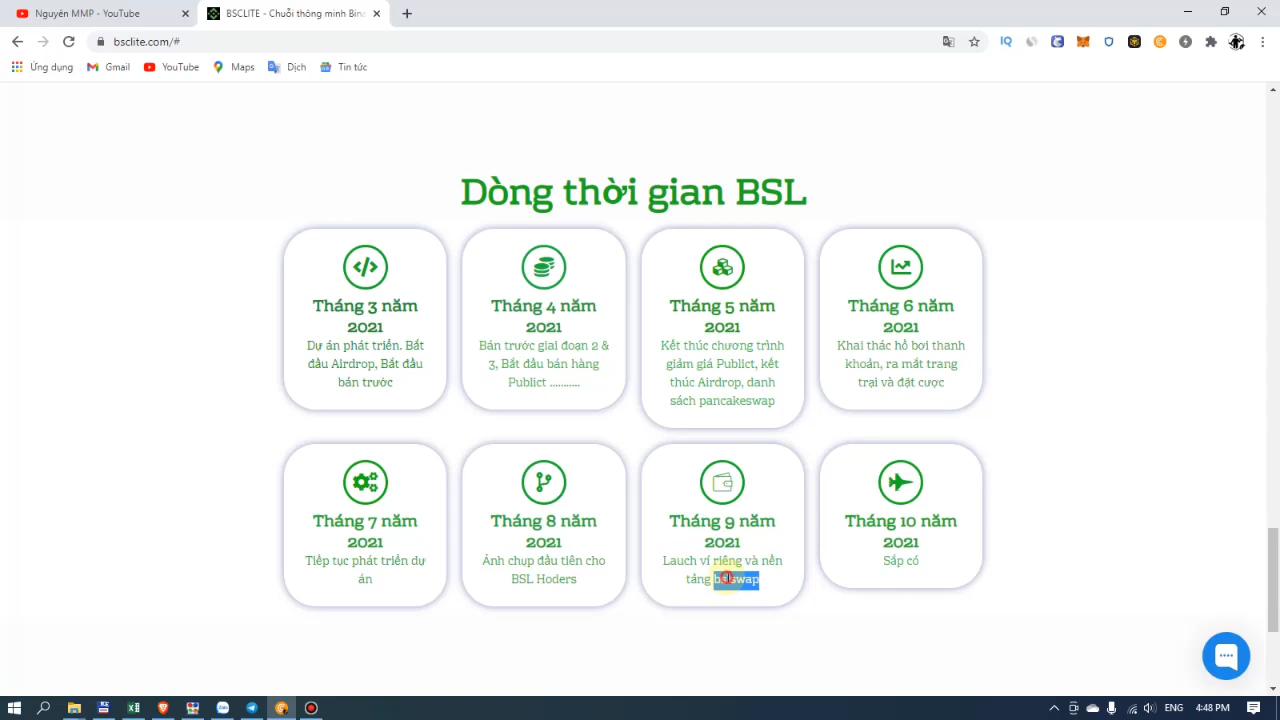 Nguyên MMP - YouTube
BSCLITE - Chuỗi thông minh Bina
bsclite.com/#
Ứng dụng
Gmail
YouTube
Maps
Dịch
Tin tức
Dòng thời gian BSL
Tháng 3 năm
2021
Dự án phát triển. Bắt
đầu Airdrop, Bắt đầu
bán trước
Tháng 4 năm
2021
Bán trước giai đoạn 2 &
3, Bắt đầu bán hàng
Publict ...........
Tháng 5 năm
2021
Kết thúc chương trình
giảm giá Publict, kết
thúc Airdrop, danh
sách pancakeswap
Tháng 6 năm
2021
Khai thác hồ bơi thanh
khoản, ra mắt trang
trại và đặt cược
Tháng 7 năm
2021
Tiếp tục phát triển dự
án
Tháng 8 năm
2021
Ảnh chụp đầu tiên cho
BSL Hoders
Tháng 9 năm
2021
Lauch ví riêng và nền
tảng
Tháng 10 năm
2021
Sắp có
ENG
4:48 PM